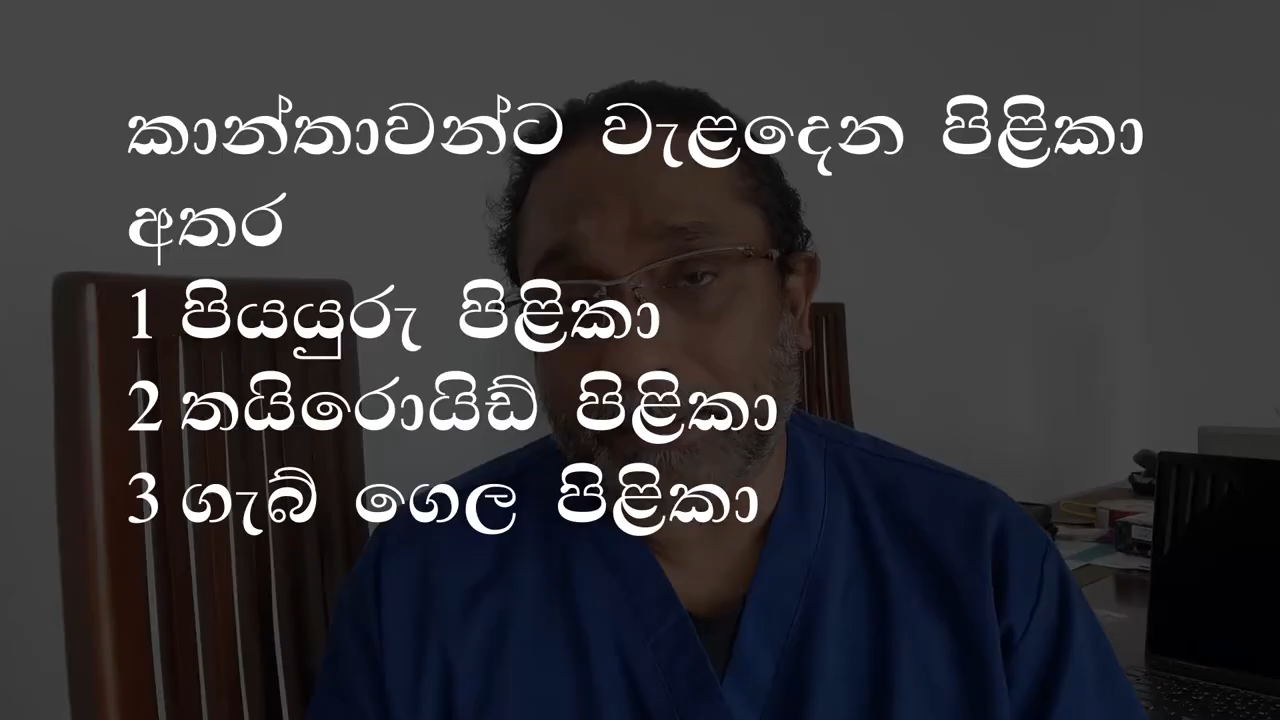 කාන්තාවන්ට වැළදෙන පිළිකා
අතර
1 පියයුරු පිළිකා
2 තයිරොයිඩ් පිළිකා
3 ගැබ් ගෙල පිළිකා